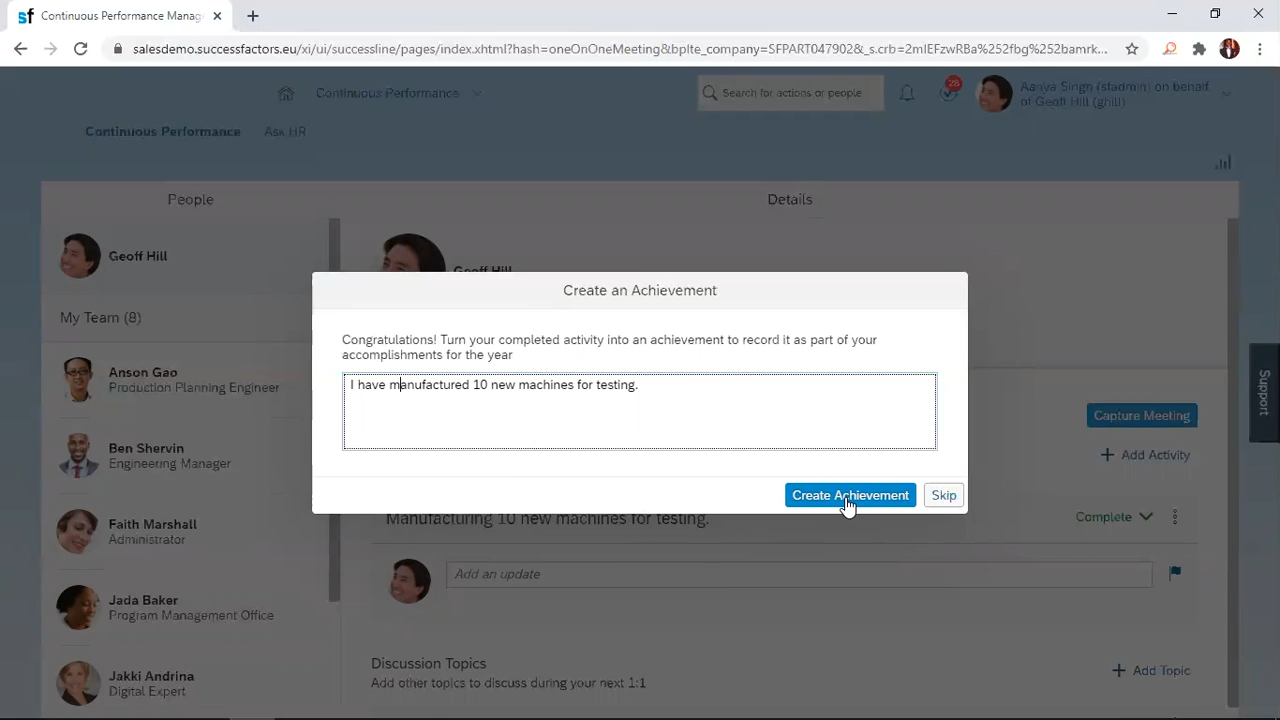 sf Continuous Performance Manag
salesdemo.successfactors.eu/xi/ui/successline/pages/index.xhtml?hash=oneOnOneMeeting&bplte_company=SFPART047902&_s.crb=2mIEFzwRBa%252fbg%252bamrk...
Continuous Performance
Search for actions or people
28
Aanya Singh (sfadmin) on behalf
of Geoff Hill (ghill)
Continuous Performance
Ask HR
People
Details
Geoff Hill
Geoff Hill
My Team (8)
Create an Achievement
Congratulations! Turn your completed activity into an achievement to record it as part of your
accomplishments for the year
I have manufactured 10 new machines for testing.
Create Achievement
Skip
Anson Gao
Production Planning Engineer
Capture Meeting
Support
Ben Shervin
Engineering Manager
+ Add Activity
Faith Marshall
Administrator
Manufacturing 10 new machines for testing.
Complete
Jada Baker
Program Management Office
Add an update
Jakki Andrina
Digital Expert
Discussion Topics
Add other topics to discuss during your next 1:1
+ Add Topic